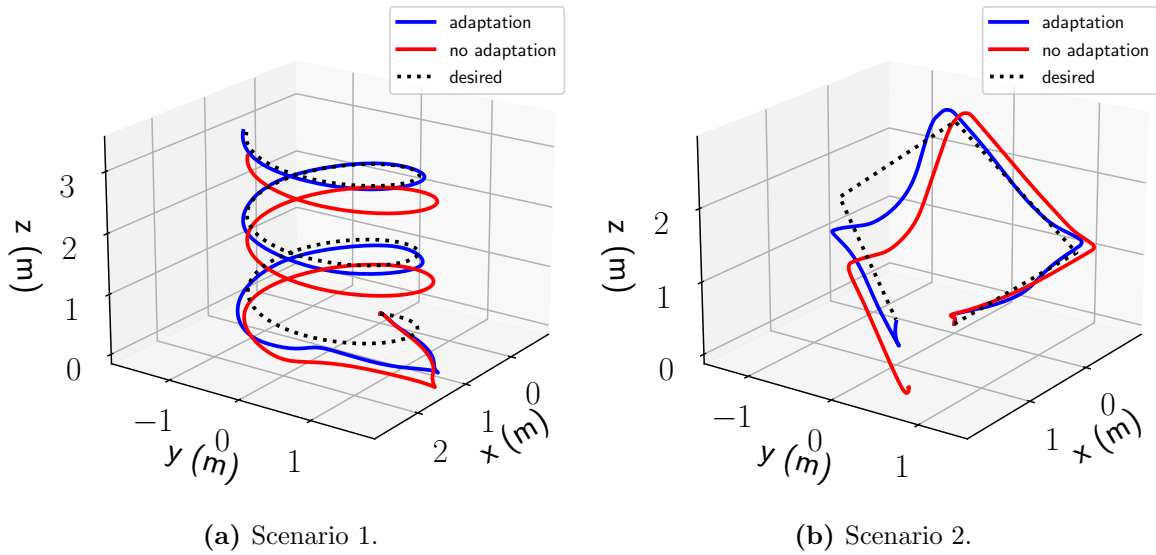 adaptation
no adaptation
desired
3
2
1
0
z (m)
−1
0
1
y (m)
2
1
0
x (m)
(a) Scenario 1.
adaptation
no adaptation
desired
2
1
0
z (m)
−1
0
1
y (m)
1
0
x (m)
(b) Scenario 2.